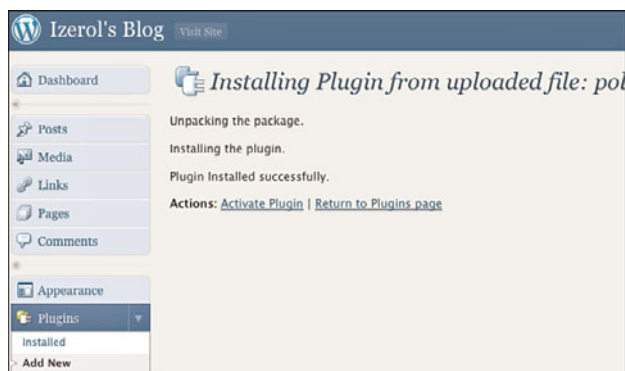 Izerol's Blog Visit Site
Dashboard
Posts
Media
Links
Pages
Comments
Appearance
Plugins
Installed
Add New
Installing Plugin from uploaded file: pol
Unpacking the package.
Installing the plugin.
Plugin Installed successfully.
Actions: Activate Plugin | Return to Plugins page